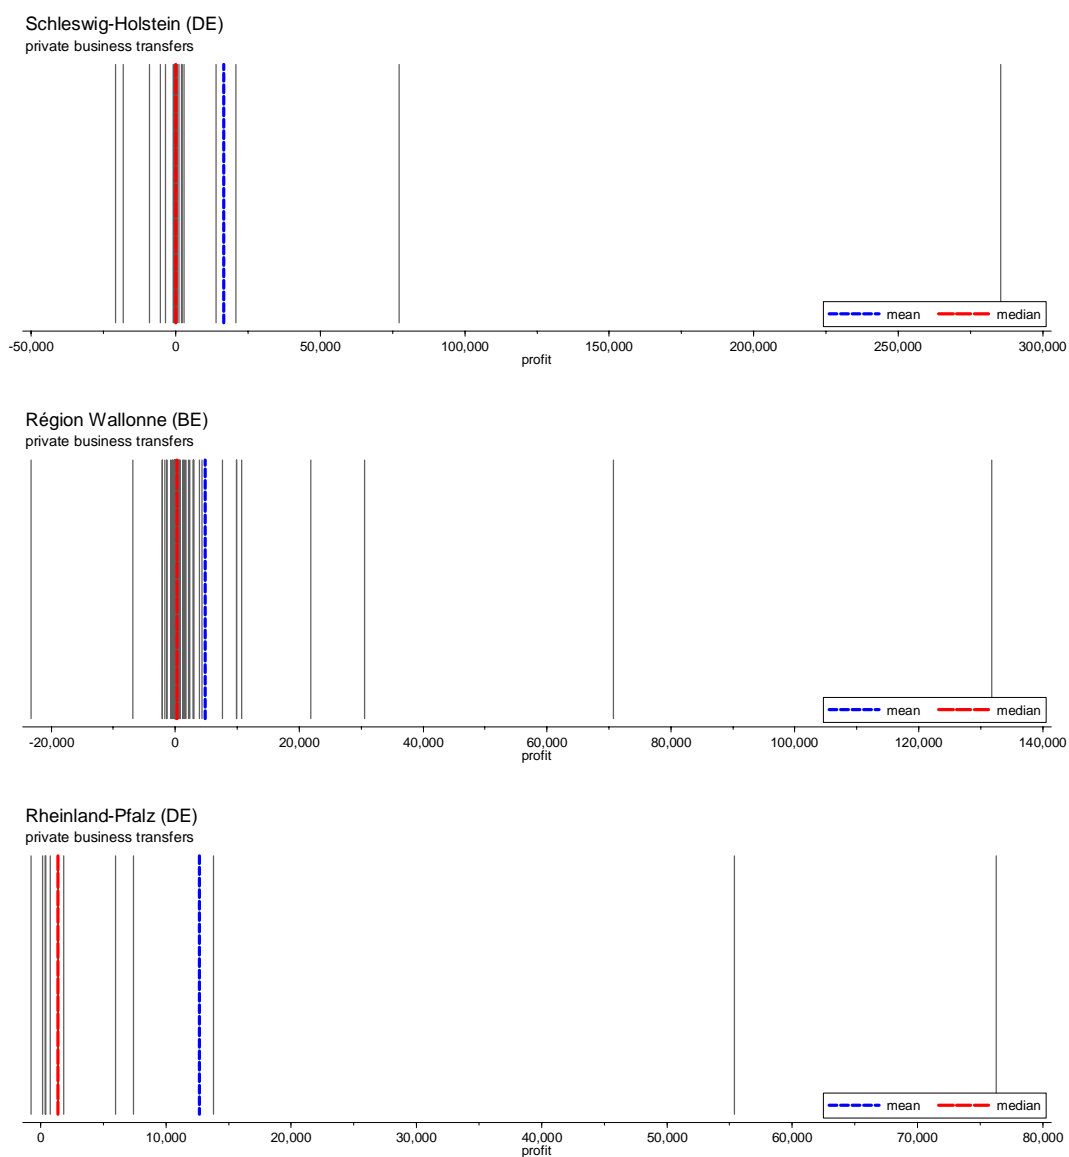 Schleswig-Holstein (DE)
private business transfers
mean median
-50,000 0 50,000 100,000 150,000 200,000 250,000 300,000
profit
Région Wallonne (BE)
private business transfers
mean median
-20,000 0 20,000 40,000 60,000 80,000 100,000 120,000 140,000
profit
Rheinland-Pfalz (DE)
private business transfers
mean median
0 10,000 20,000 30,000 40,000 50,000 60,000 70,000 80,000
profit